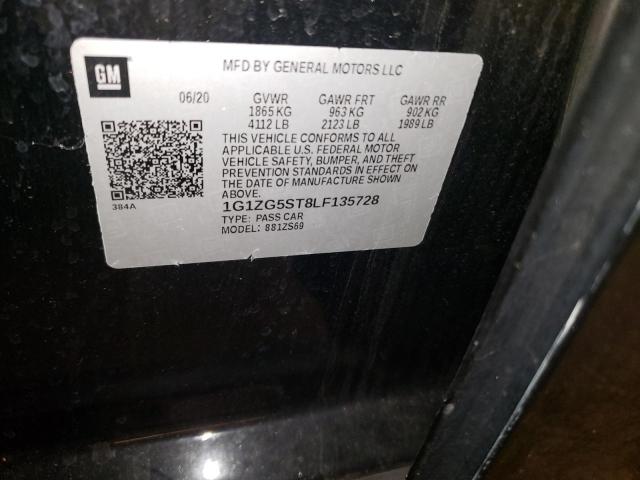 GM
MFD BY GENERAL MOTORS LLC
06/20 GVWR GAWR FRT GAWR RR
1865 KG 963 KG 902 KG
4112 LB 2123 LB 1989 LB
THIS VEHICLE CONFORMS TO ALL
APPLICABLE U.S. FEDERAL MOTOR
VEHICLE SAFETY, BUMPER, AND THEFT
PREVENTION STANDARDS IN EFFECT ON
THE DATE OF MANUFACTURE SHOWN
ABOVE.
384A
1G1ZG5ST8LF135728
TYPE: PASS CAR
MODEL: 881ZS69